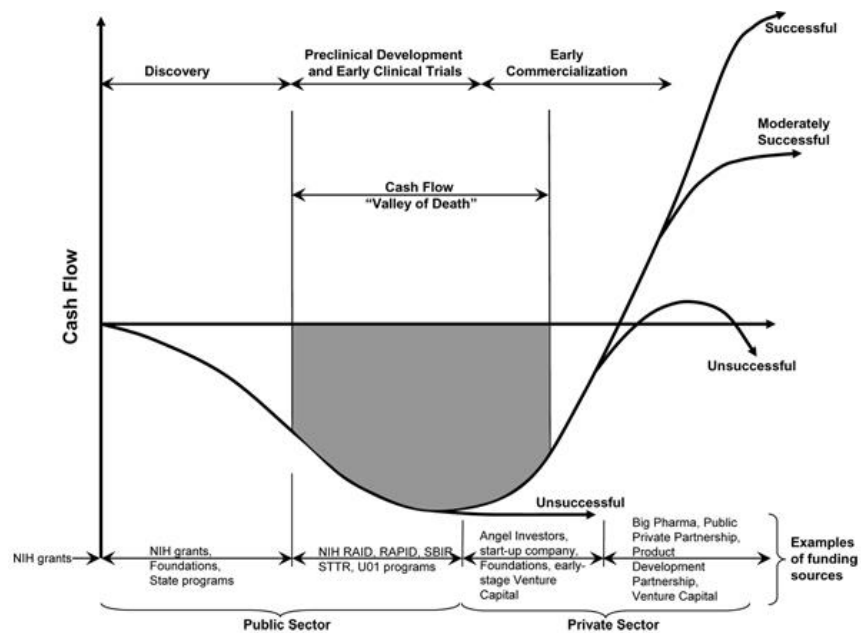 Successful
Preclinical Development
and Early Clinical Trials
Early
Commercialization
Discovery
Moderately
Successful
Cash Flow
“Valley of Death”
Cash Flow
Unsuccessful
Unsuccessful
NIH grants
NIH grants,
Foundations,
State programs
NIH RAID, RAPID, SBIR,
STTR, U01 programs
Angel Investors,
start-up company,
Foundations, early-
stage Venture
Capital
Big Pharma, Public
Private Partnership,
Product
Development
Partnership,
Venture Capital
Examples
of funding
sources
Public Sector
Private Sector